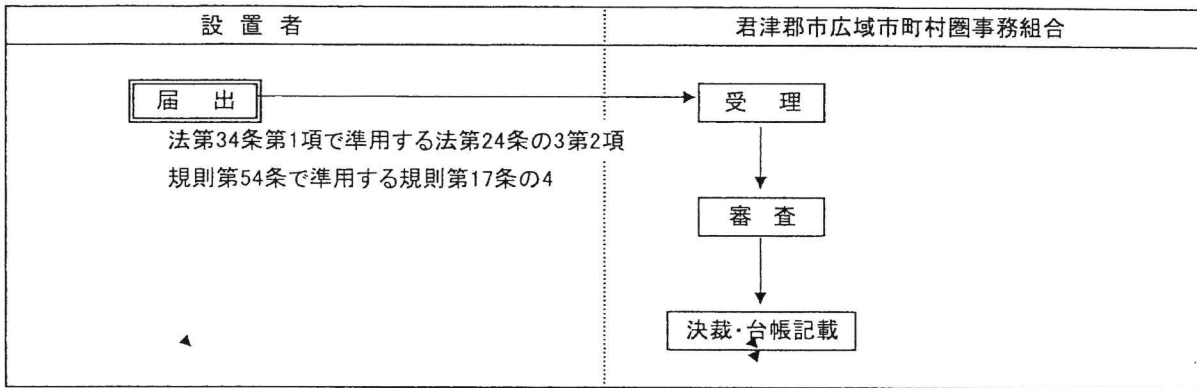 設置者
君津郡市広域市町村圏事務組合
届出
受理
法第34条第1項で準用する法第24条の3第2項
規則第54条で準用する規則第17条の4
審査
決裁・台帳記載